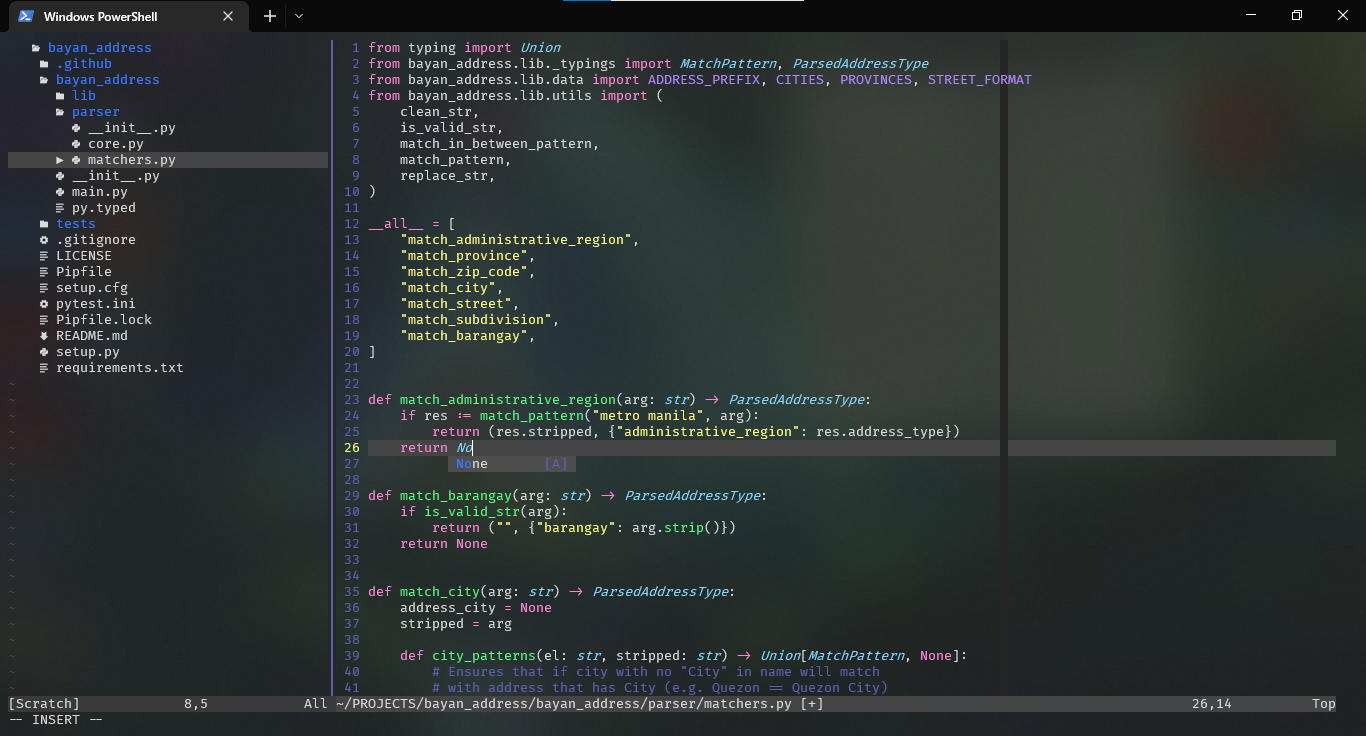 Windows PowerShell
bayan_address
.github
bayan_address
lib
parser
__init__.py
core.py
matchers.py
__init__.py
main.py
py.typed
tests
.gitignore
LICENSE
Pipfile
setup.cfg
pytest.ini
Pipfile.lock
README.md
setup.py
requirements.txt
1 from typing import Union
2 from bayan_address.lib._typings import MatchPattern, ParsedAddressType
3 from bayan_address.lib.data import ADDRESS_PREFIX, CITIES, PROVINCES, STREET_FORMAT
4 from bayan_address.lib.utils import (
5     clean_str,
6     is_valid_str,
7     match_in_between_pattern,
8     match_pattern,
9     replace_str,
10 )
11
12 __all__ = [
13     "match_administrative_region",
14     "match_province",
15     "match_zip_code",
16     "match_city",
17     "match_street",
18     "match_subdivision",
19     "match_barangay",
20 ]
21
22
23 def match_administrative_region(arg: str) → ParsedAddressType:
24     if res := match_pattern("metro manila", arg):
25         return (res.stripped, {"administrative_region": res.address_type})
26     return No
27 None [A]
28
29 def match_barangay(arg: str) → ParsedAddressType:
30     if is_valid_str(arg):
31         return ("", {"barangay": arg.strip()})
32     return None
33
34
35 def match_city(arg: str) → ParsedAddressType:
36     address_city = None
37     stripped = arg
38
39     def city_patterns(el: str, stripped: str) → Union[MatchPattern, None]:
40         # Ensures that if city with no "City" in name will match
41         # with address that has City (e.g. Quezon == Quezon City)
[Scratch] 8,5 All ~/PROJECTS/bayan_address/bayan_address/parser/matchers.py [+] 26,14 Top
-- INSERT --